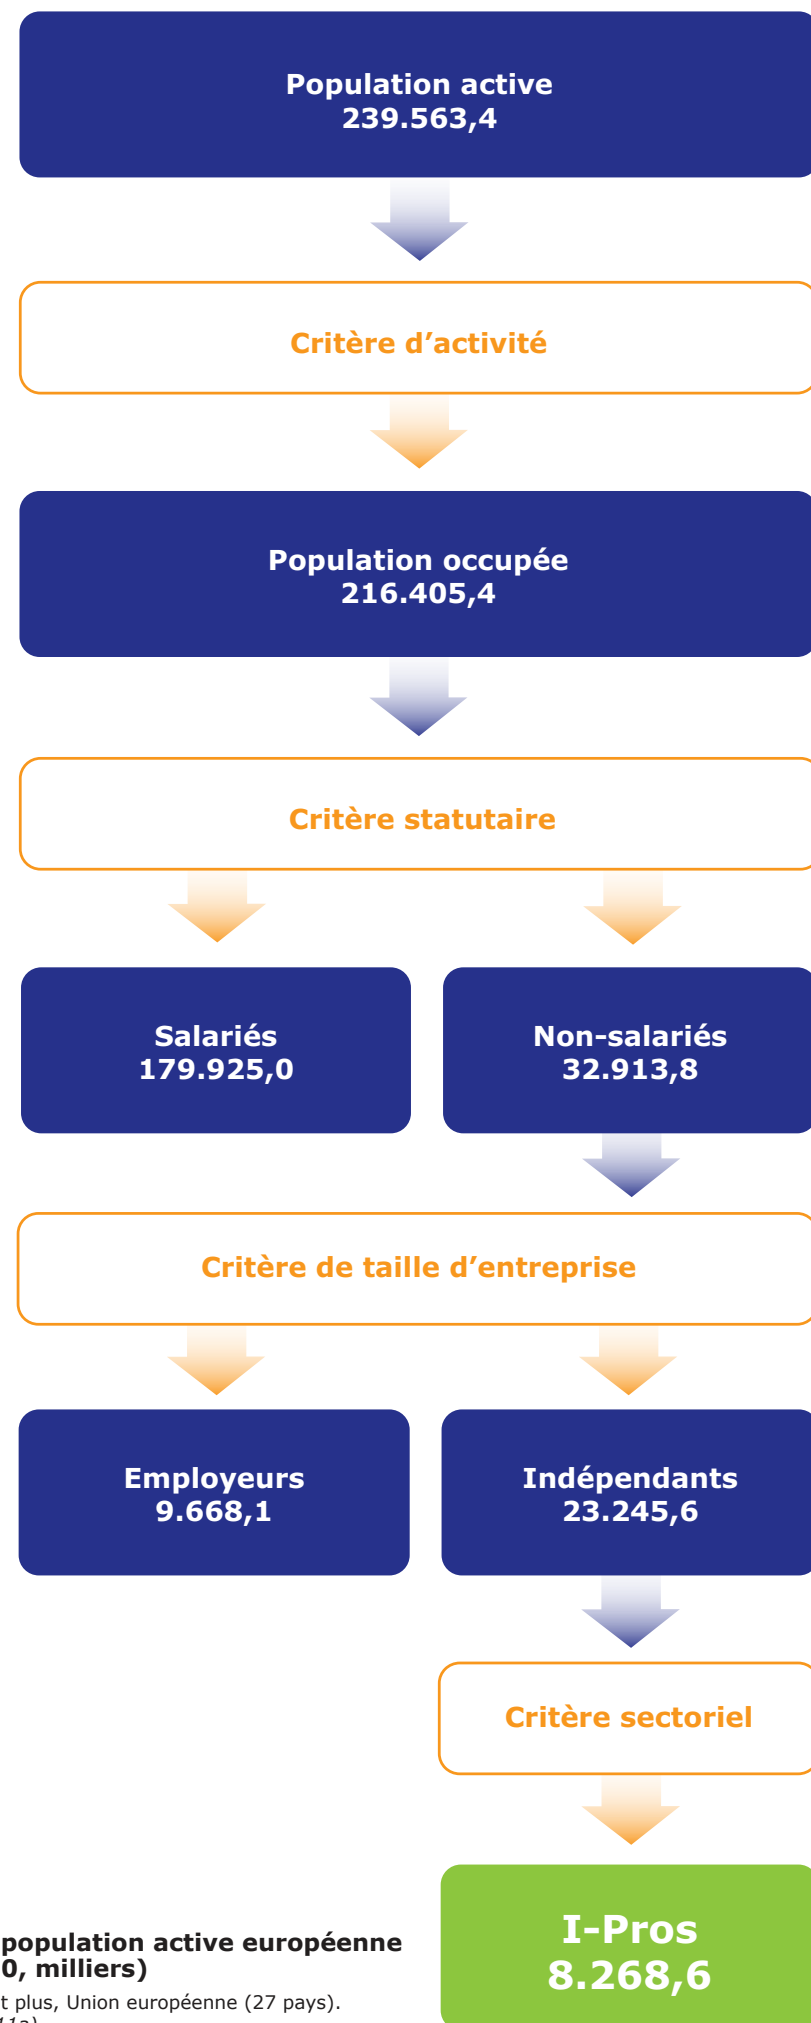 Population active
239.563,4
Critère d’activité
Population occupée
216.405,4
Critère statutaire
Salariés
179.925,0
Non-salariés
32.913,8
Critère de taille d’entreprise
Employeurs
9.668,1
Indépendants
23.245,6
Critère sectoriel
I-Pros
8.268,6
population active européenne
0, milliers)
t plus, Union européenne (27 pays).